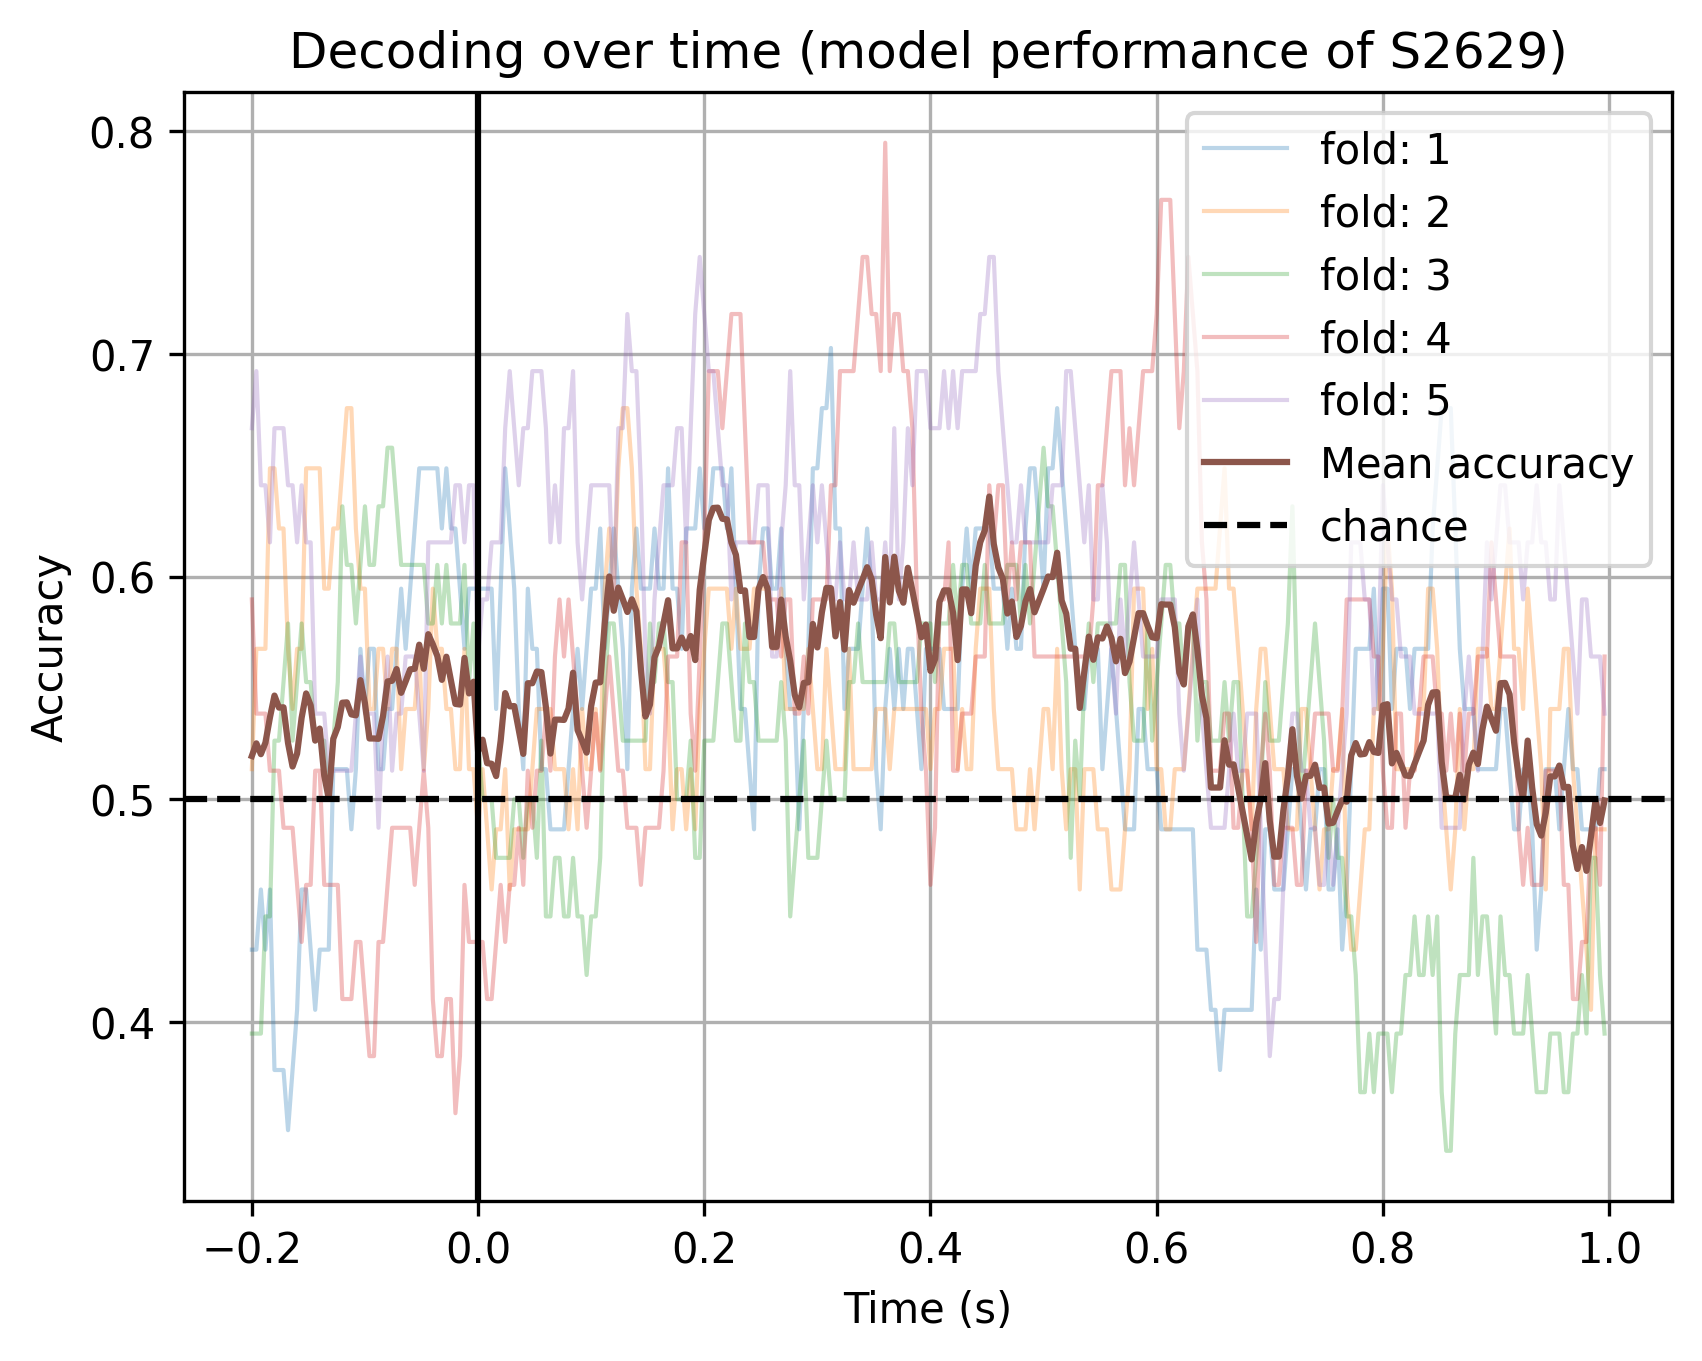 Decoding over time (model performance of S2629)
Accuracy
0.8
0.7
0.6
0.5
0.4
fold: 1
fold: 2
fold: 3
fold: 4
fold: 5
Mean accuracy
chance
−0.2 0.0 0.2 0.4 0.6 0.8 1.0
Time (s)